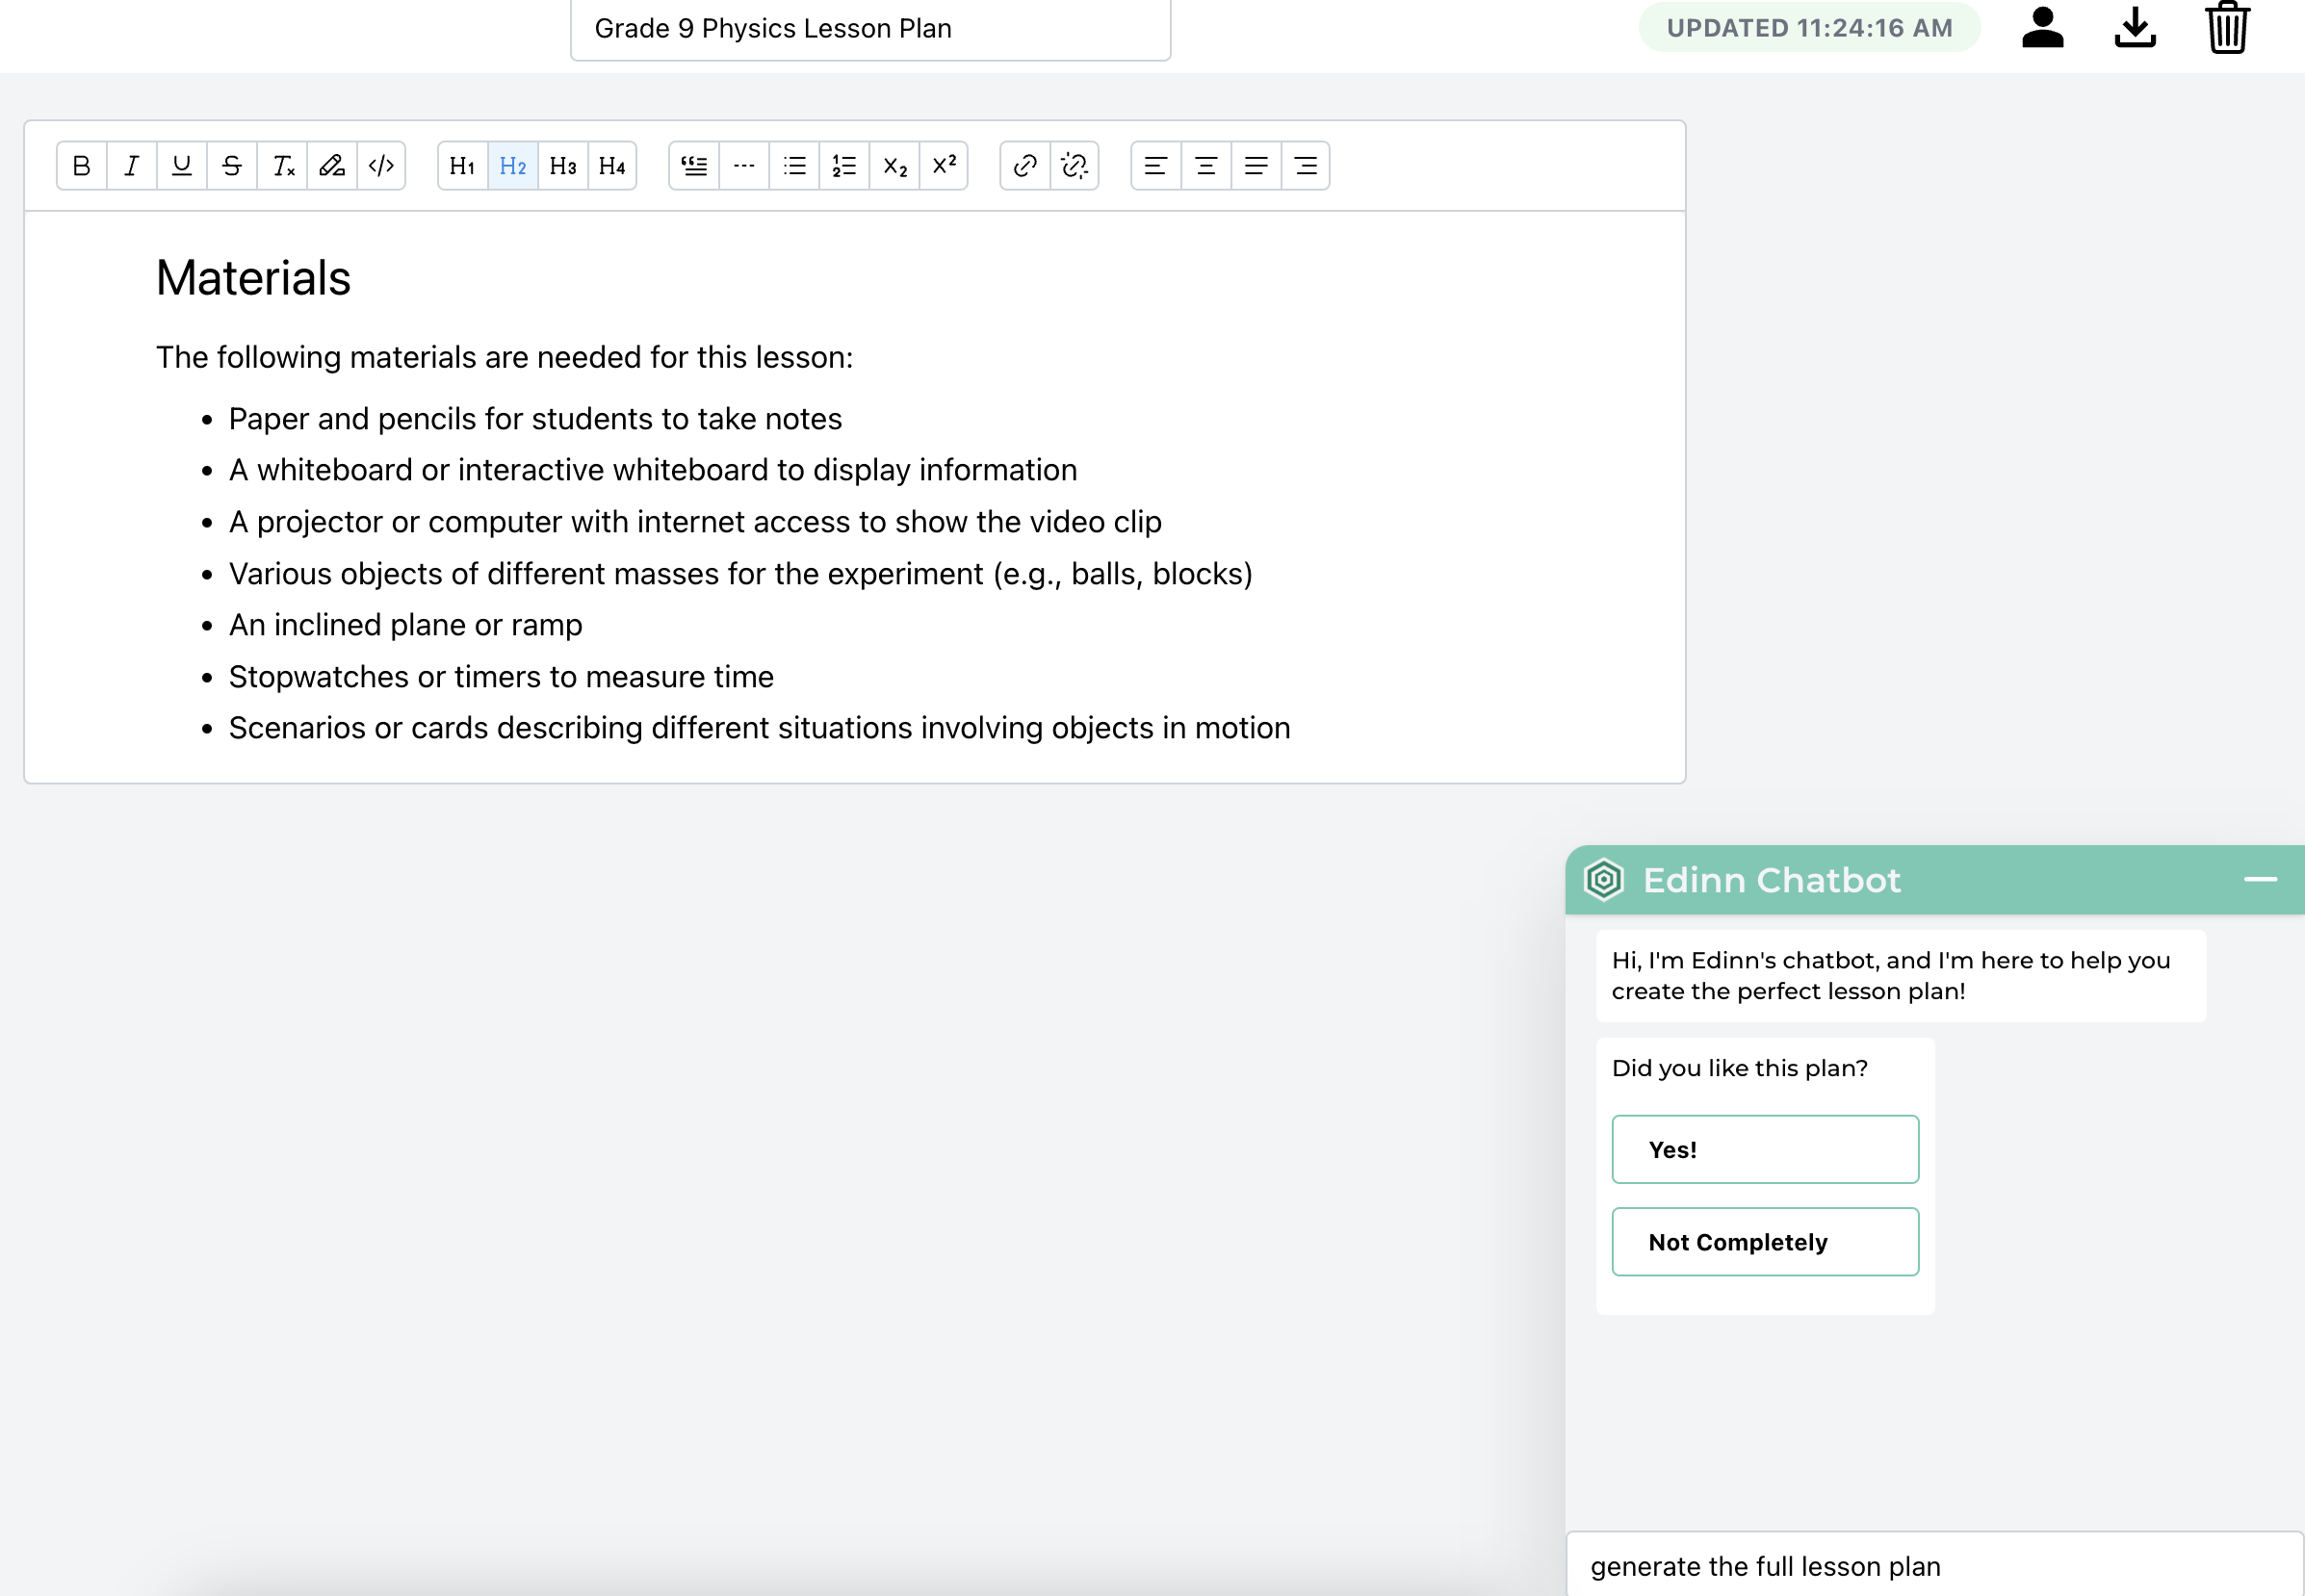 Grade 9 Physics Lesson Plan
UPDATED 11:24:16 AM
B I U S Tx </> H1 H2 H3 H4 X2 X2
Materials
The following materials are needed for this lesson:
• Paper and pencils for students to take notes
• A whiteboard or interactive whiteboard to display information
• A projector or computer with internet access to show the video clip
• Various objects of different masses for the experiment (e.g., balls, blocks)
• An inclined plane or ramp
• Stopwatches or timers to measure time
• Scenarios or cards describing different situations involving objects in motion
Edinn Chatbot
Hi, I'm Edinn's chatbot, and I'm here to help you
create the perfect lesson plan!
Did you like this plan?
Yes!
Not Completely
generate the full lesson plan